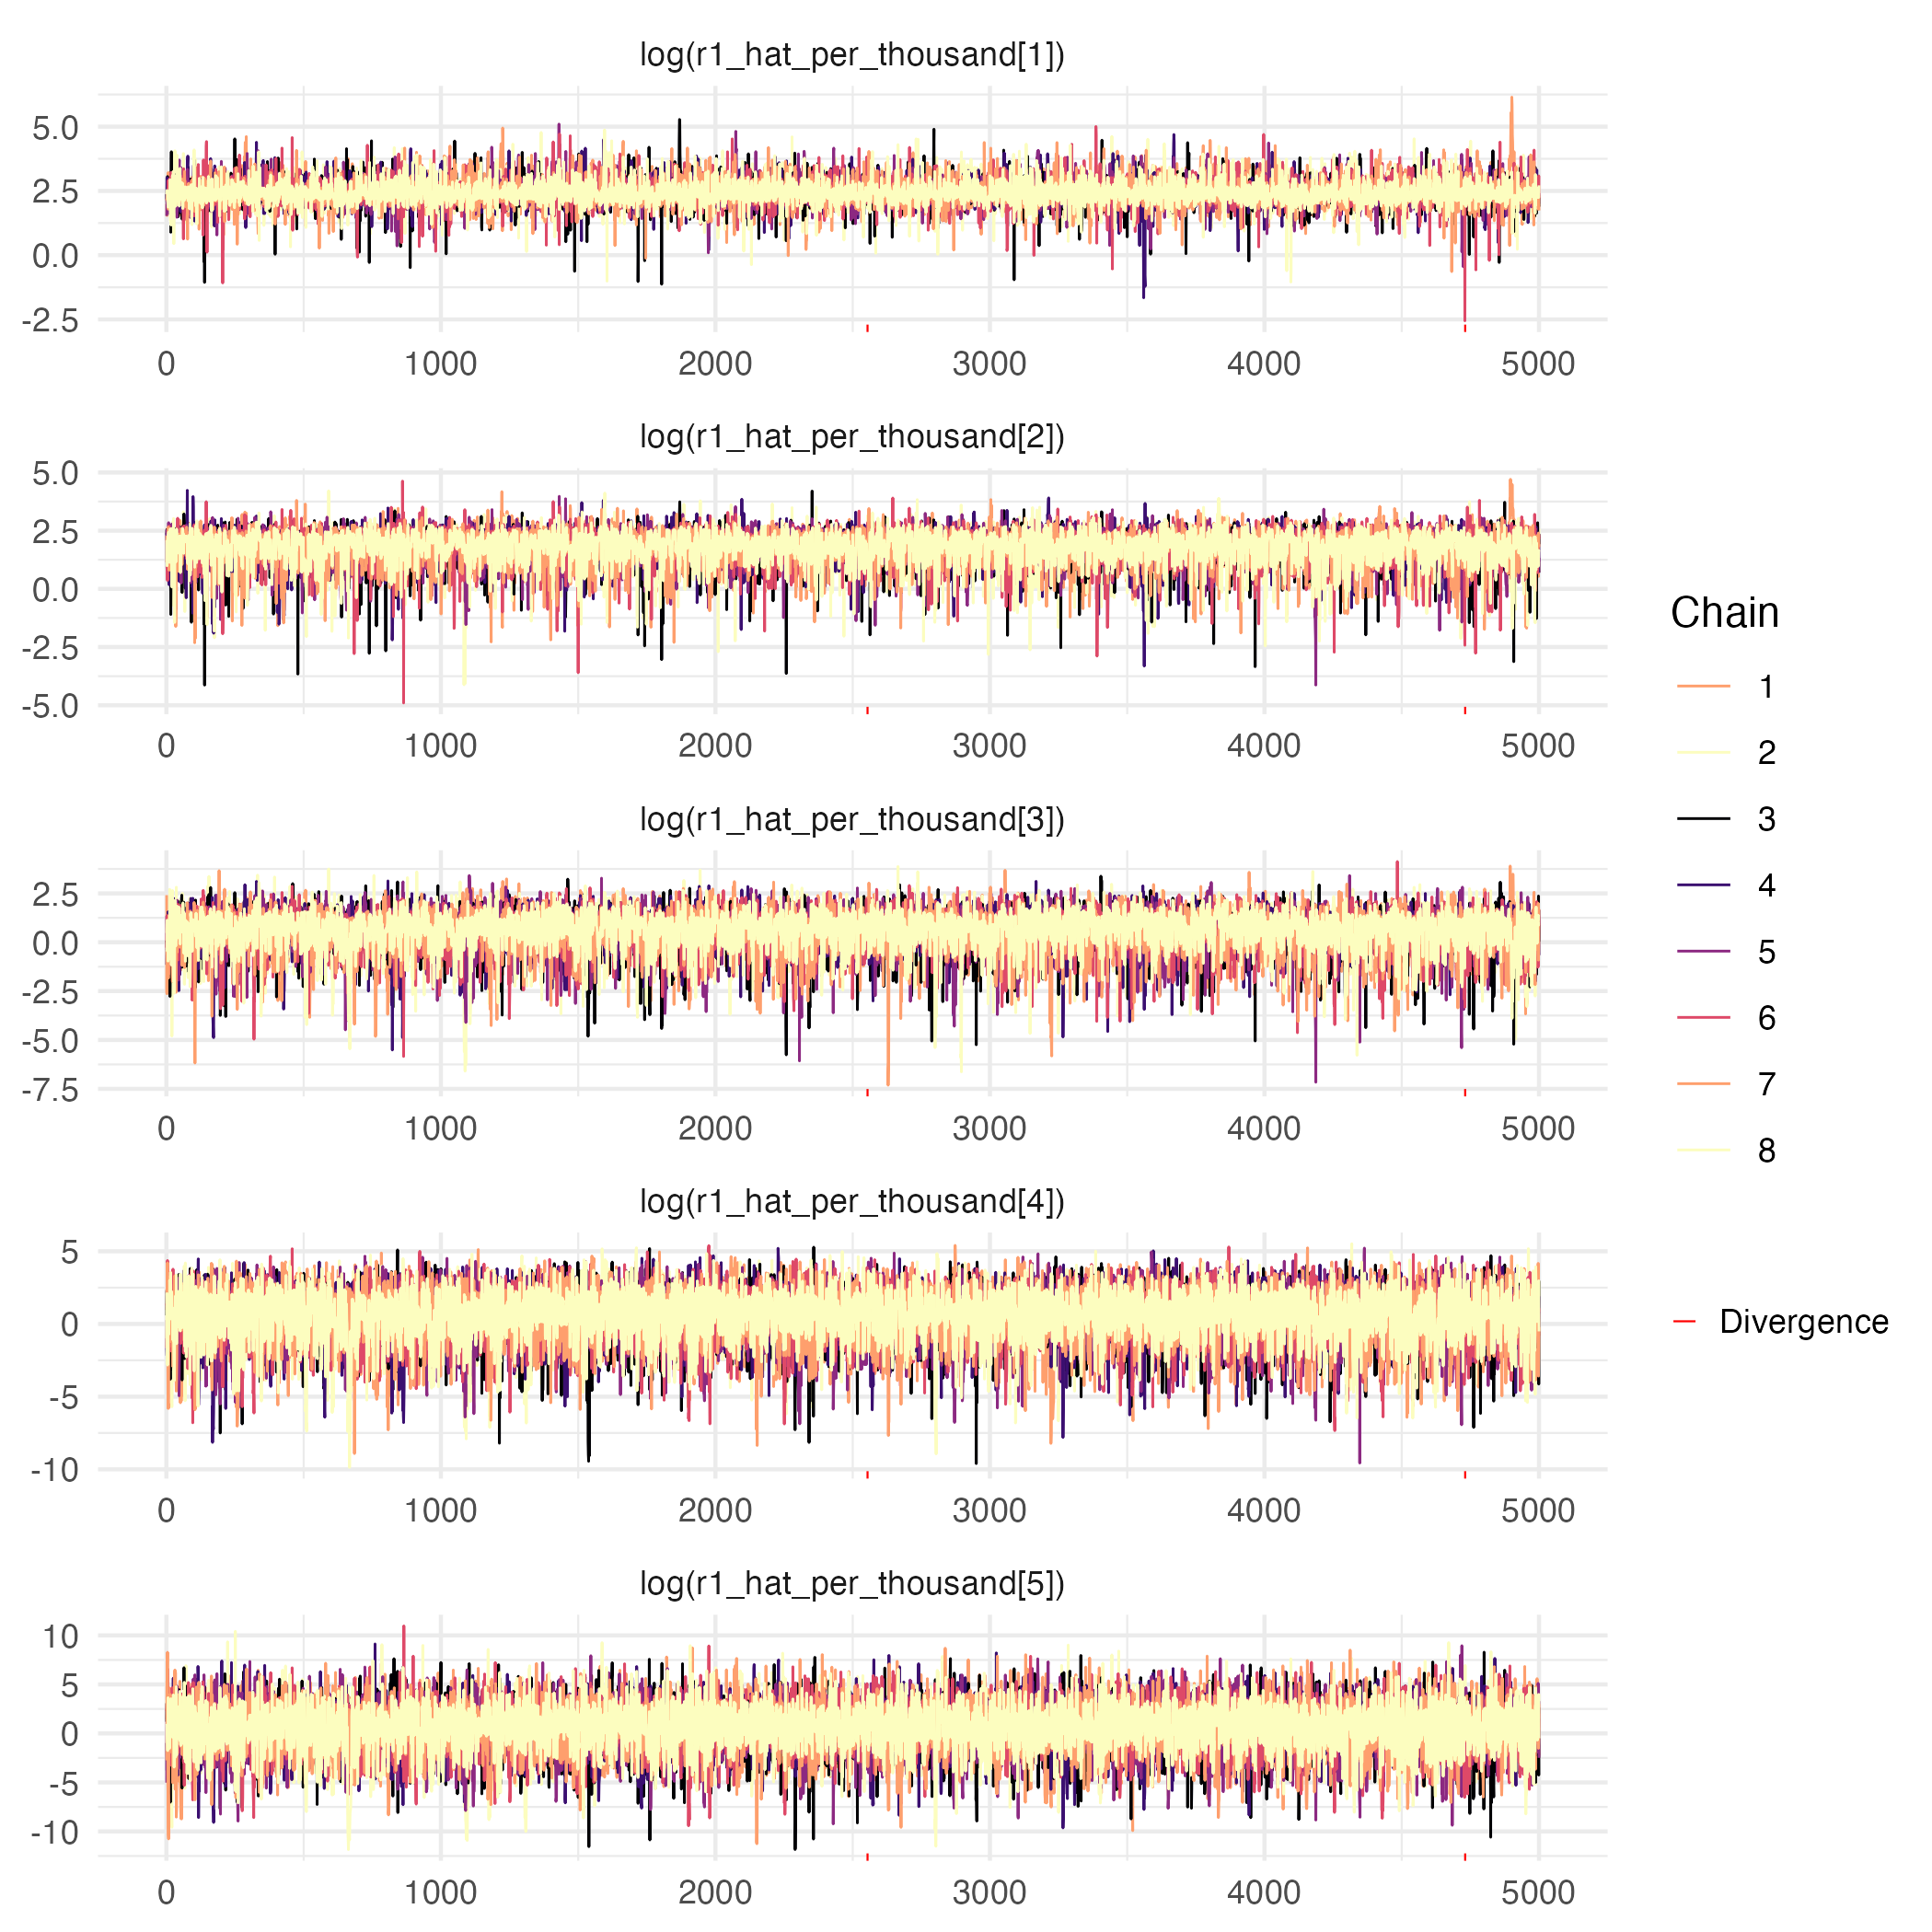 log(r1_hat_per_thousand[1])
5.0
2.5
0.0
-2.5
0 1000 2000 3000 4000 5000
log(r1_hat_per_thousand[2])
5.0
2.5
0.0
-2.5
-5.0
0 1000 2000 3000 4000 5000
log(r1_hat_per_thousand[3])
2.5
0.0
-2.5
-5.0
-7.5
0 1000 2000 3000 4000 5000
log(r1_hat_per_thousand[4])
5
0
-5
-10
0 1000 2000 3000 4000 5000
log(r1_hat_per_thousand[5])
10
5
0
-5
-10
0 1000 2000 3000 4000 5000
Chain
1
2
3
4
5
6
7
8
Divergence